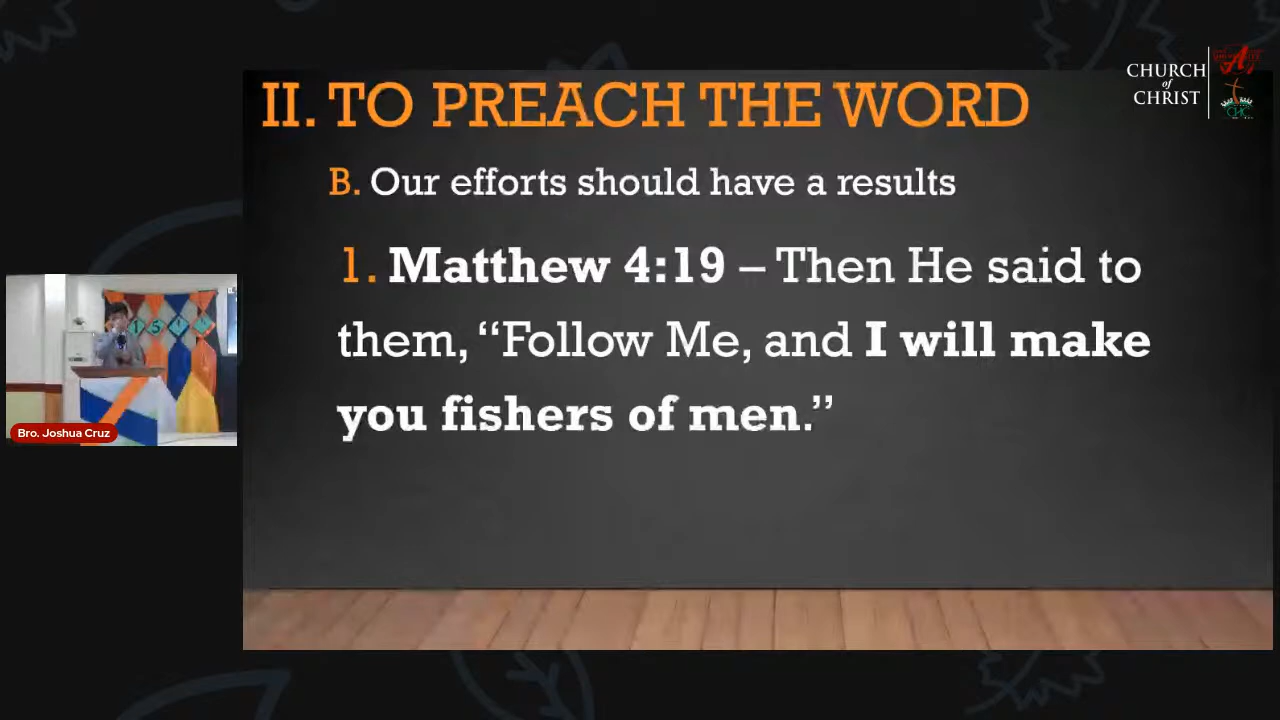 II. TO PREACH THE WORD
B. Our efforts should have a results
1. Matthew 4:19 – Then He said to
them, “Follow Me, and I will make
you fishers of men.”
CHURCH
of
CHRIST
CHC
Bro. Joshua Cruz